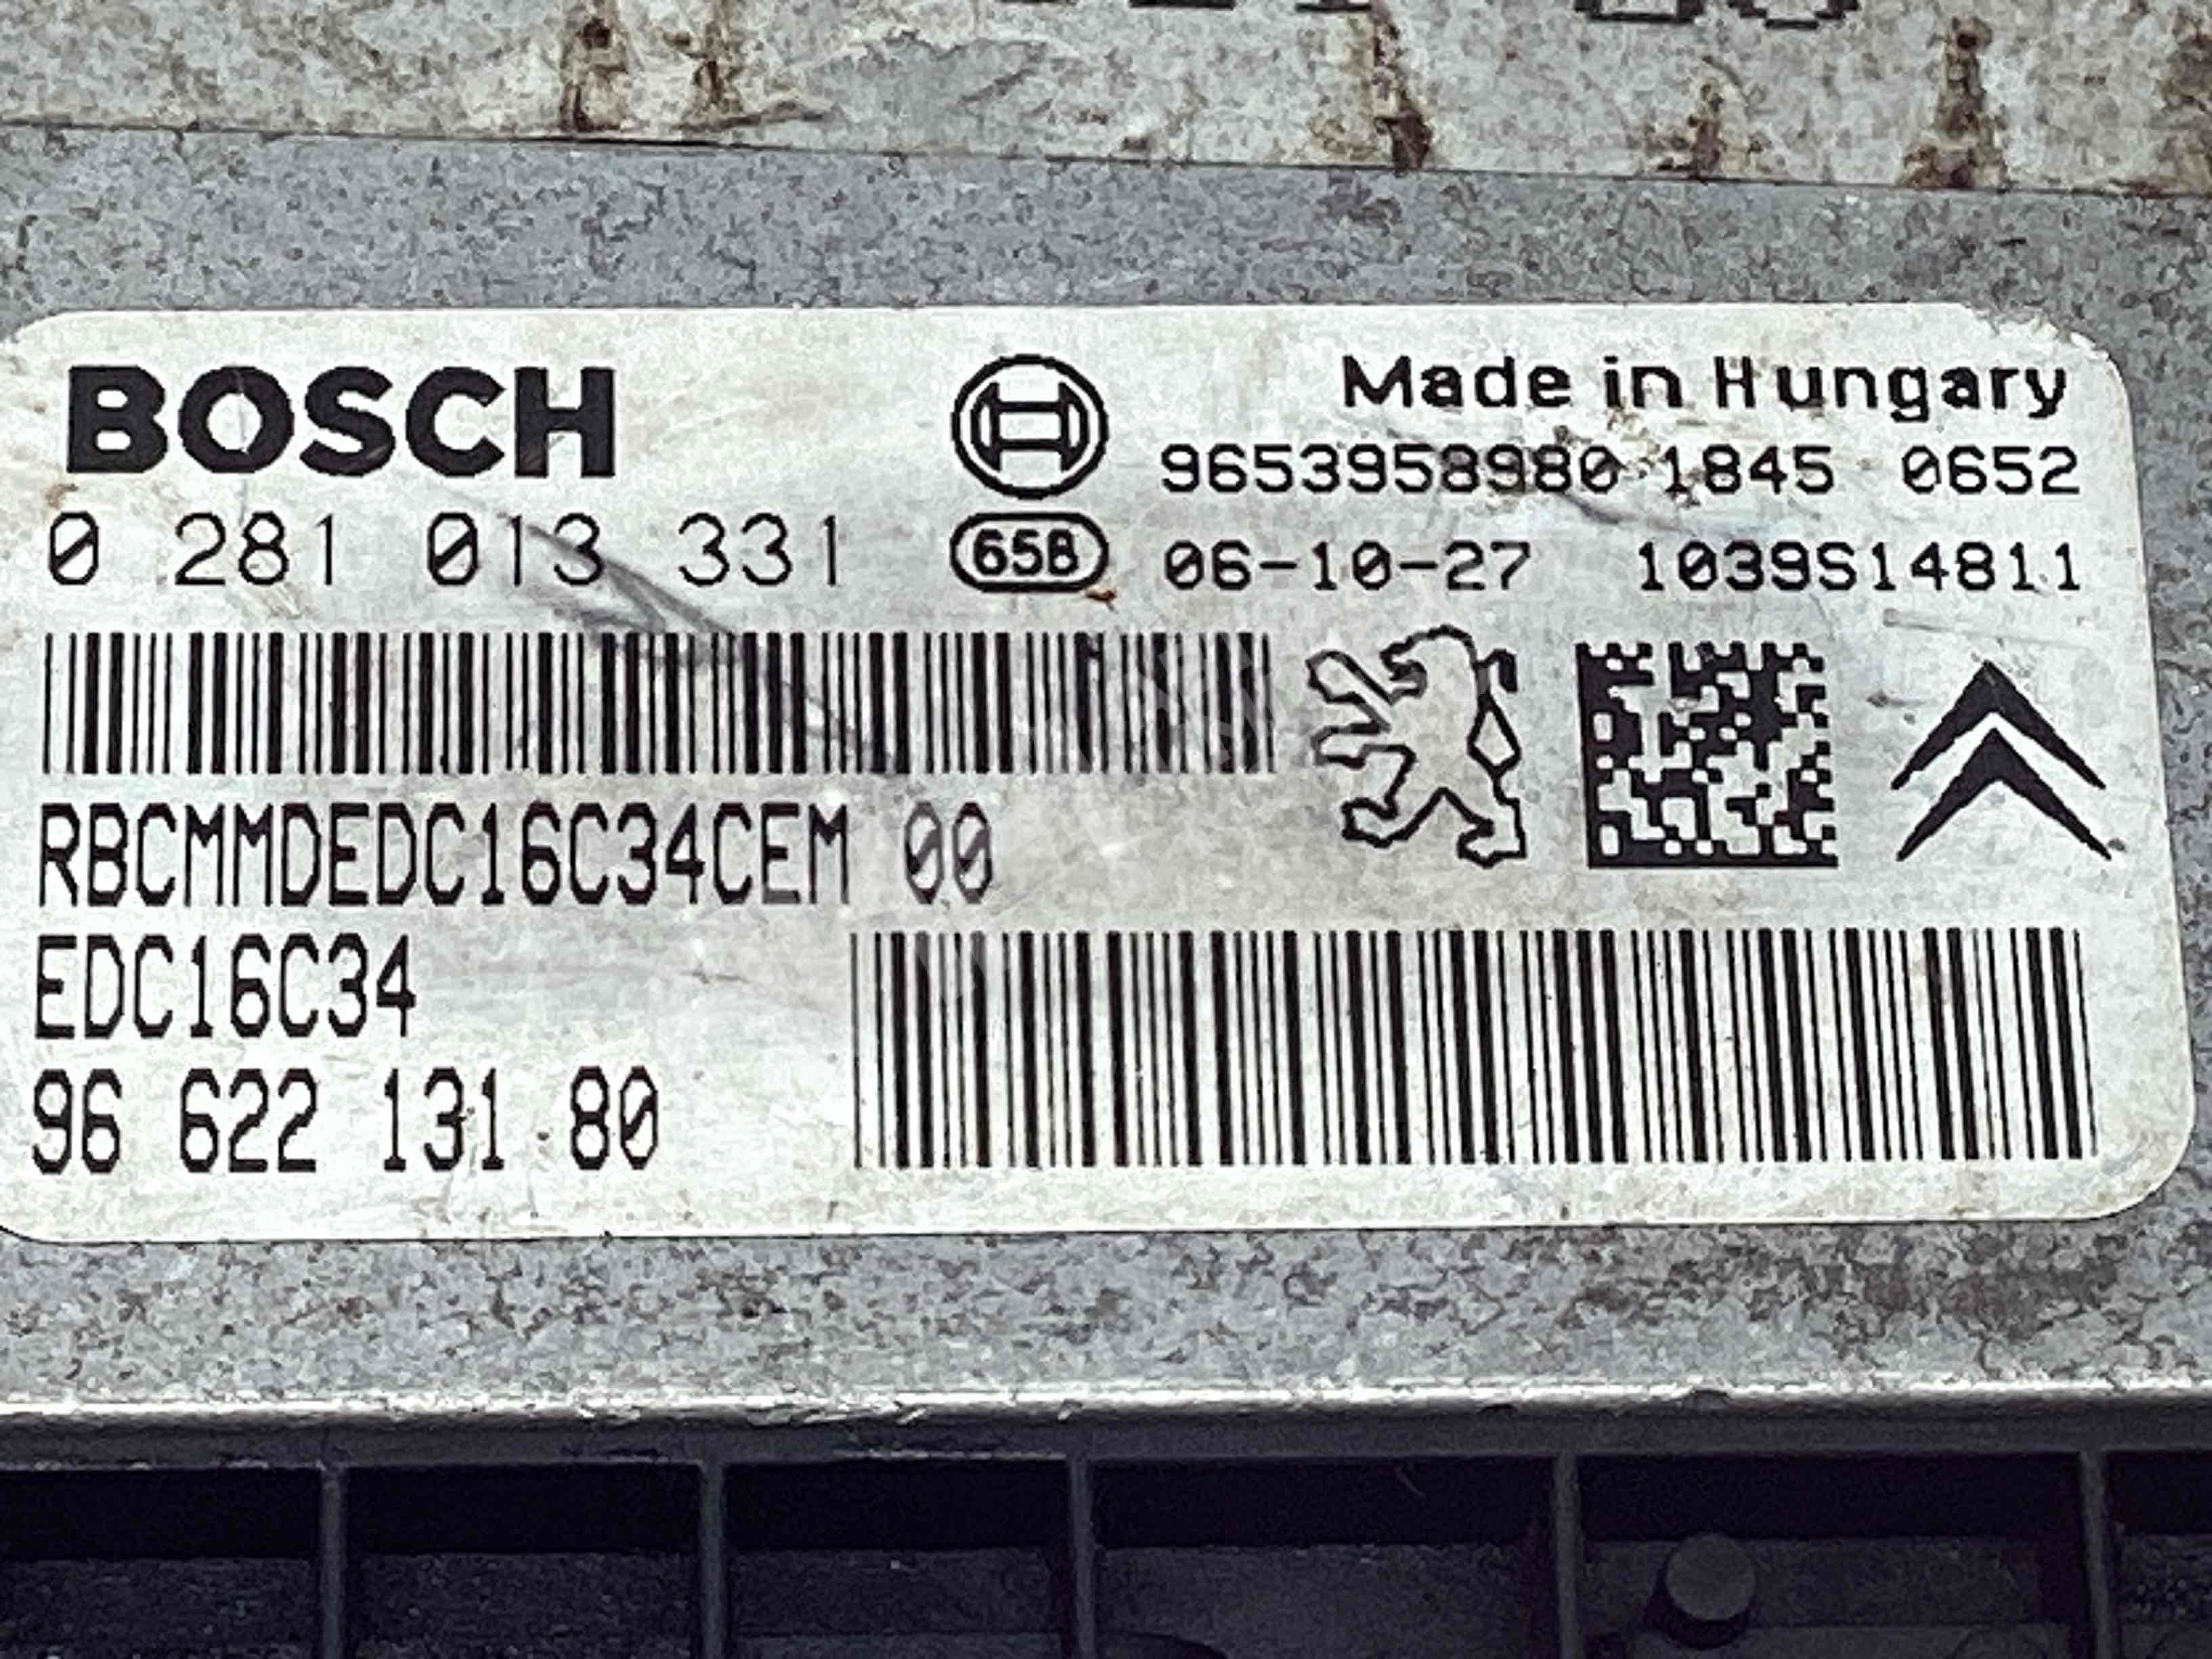 BOSCH
Made in Hungary
9653958980 1845 0652
0 281 013 331
65B
06-10-27 1039S14811
RBCMMDEDC16C34CEM 00
EDC16C34
96 622 131 80